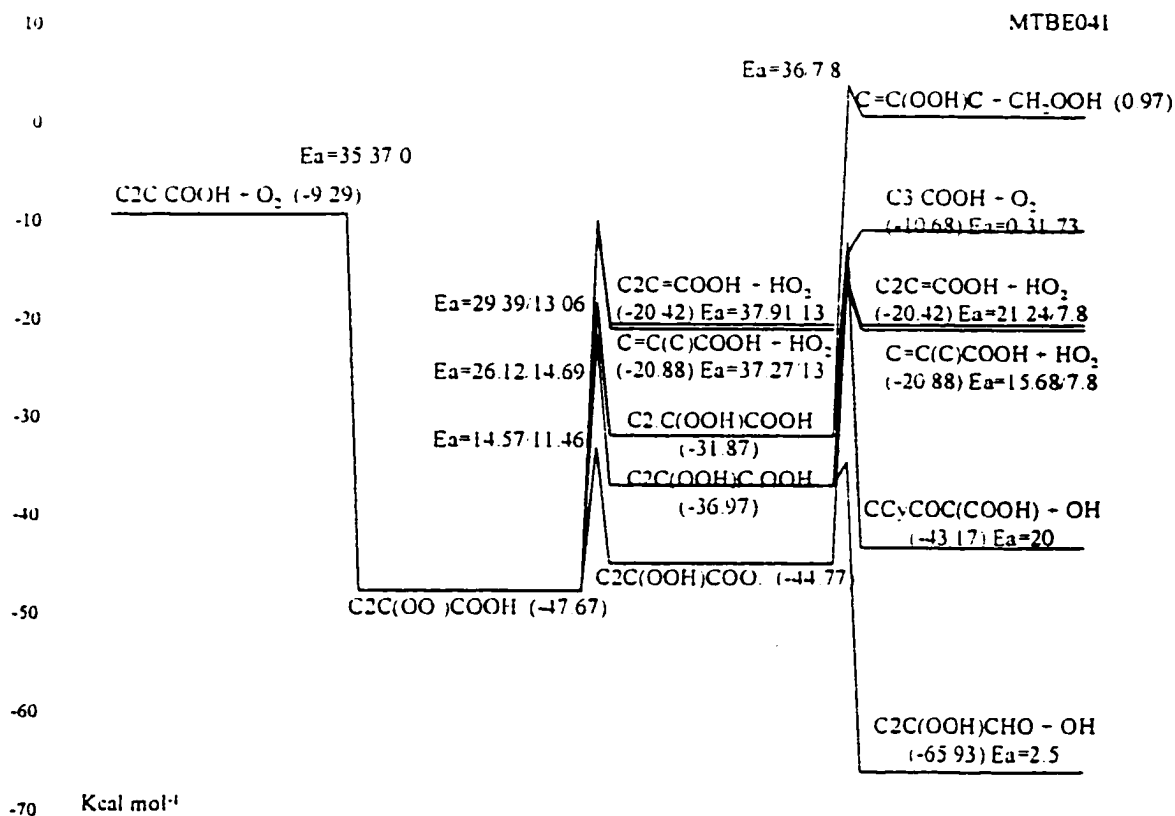 10
MTBE041
Ea=36/7.8
C=C(OOH)C - CH2OOH (0.97)
0
Ea=35.37 0
C2C COOH - O2 (-9.29)
C3 COOH - O2
-10
(-10.68) Ea=0.31.73
C2C=COOH - HO2
C2C=COOH - HO2
Ea=29.39/13.06
(-20.42) Ea=37.91 13
(-20.42) Ea=21.24/7.8
-20
C=C(C)COOH - HO2
C=C(C)COOH - HO2
Ea=26.12.14.69
(-20.88) Ea=37.27/13
(-20.88) Ea=15.68/7.8
C2.C(OOH)COOH
-30
Ea=14.57/11.46
(-31.87)
C2C(OOH)C.OOH
(-36.97)
CCyCOC(COOH) - OH
-40
(-43.17) Ea=20
C2C(OOH)COO. (-44.77)
C2C(OO.)COOH (-47.67)
-50
-60
C2C(OOH)CHO - OH
(-65.93) Ea=2.5
-70
Kcal mol-1